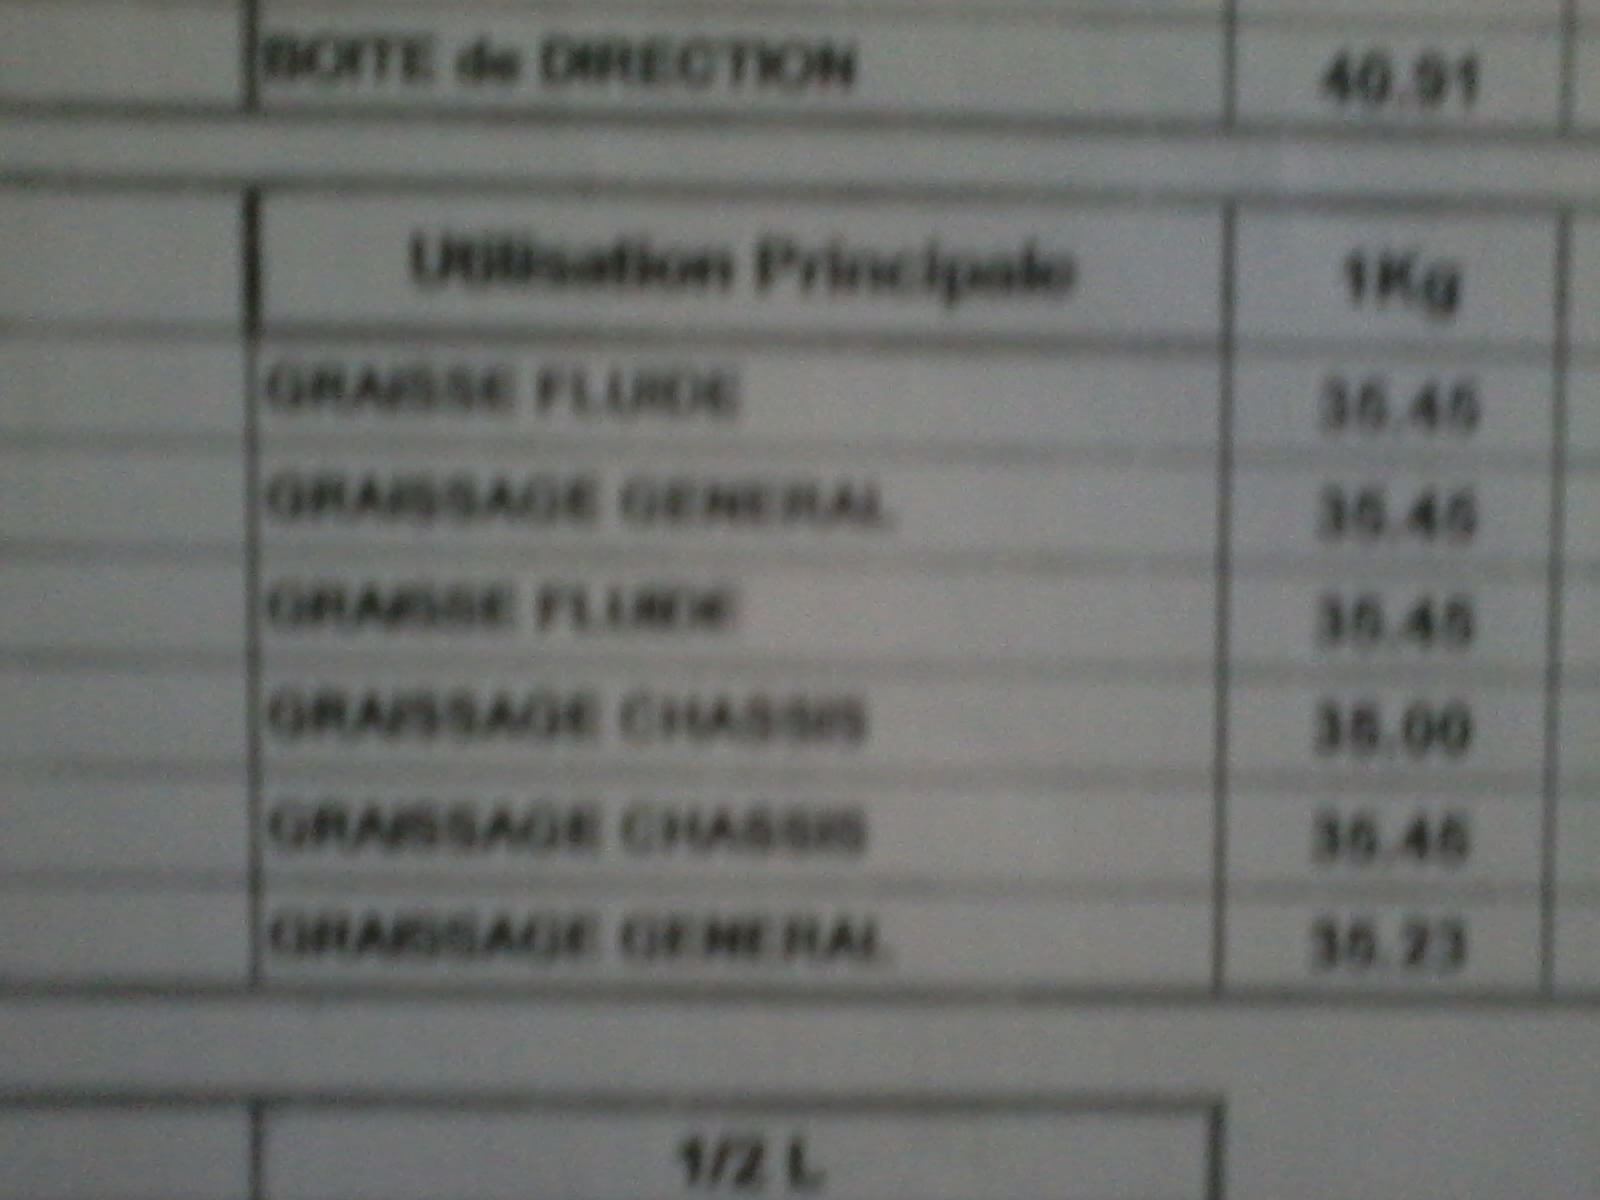 BOITE de DIRECTION 40.91
Utilisation Principale 1Kg
GRAISSE FLUIDE 35.45
GRAISSAGE GENERAL 35.45
GRAISSE FLUIDE 35.45
GRAISSAGE CHASSIS 35.00
GRAISSAGE CHASSIS 35.45
GRAISSAGE GENERAL 35.23
1/2 L